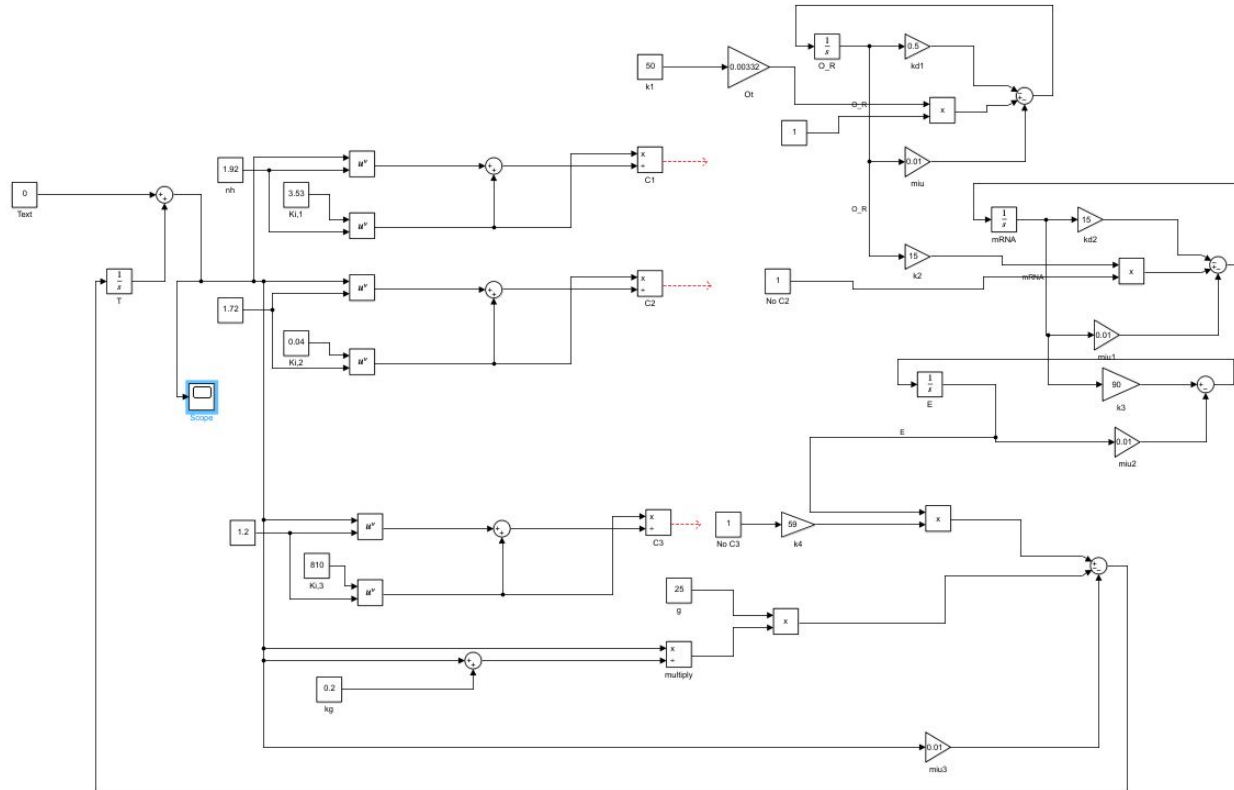 50
k1
0.00332
Ot
1
s
O_R
0.5
kd1
O_R
x
1
0.01
miu
O_R
1.92
nh
u^v
3.53
Ki,1
u^v
+
+
x
÷
C1
0
Text
+
+
1
s
T
u^v
1.72
0.04
Ki,2
u^v
+
+
x
÷
C2
Scope
1
s
mRNA
15
kd2
15
k2
mRNA
x
1
No C2
0.01
miu1
1
s
E
90
k3
E
0.01
miu2
1.2
u^v
810
Ki,3
u^v
+
+
x
÷
C3
1
No C3
59
k4
x
25
g
x
x
÷
multiply
0.2
kg
+
+
0.01
miu3